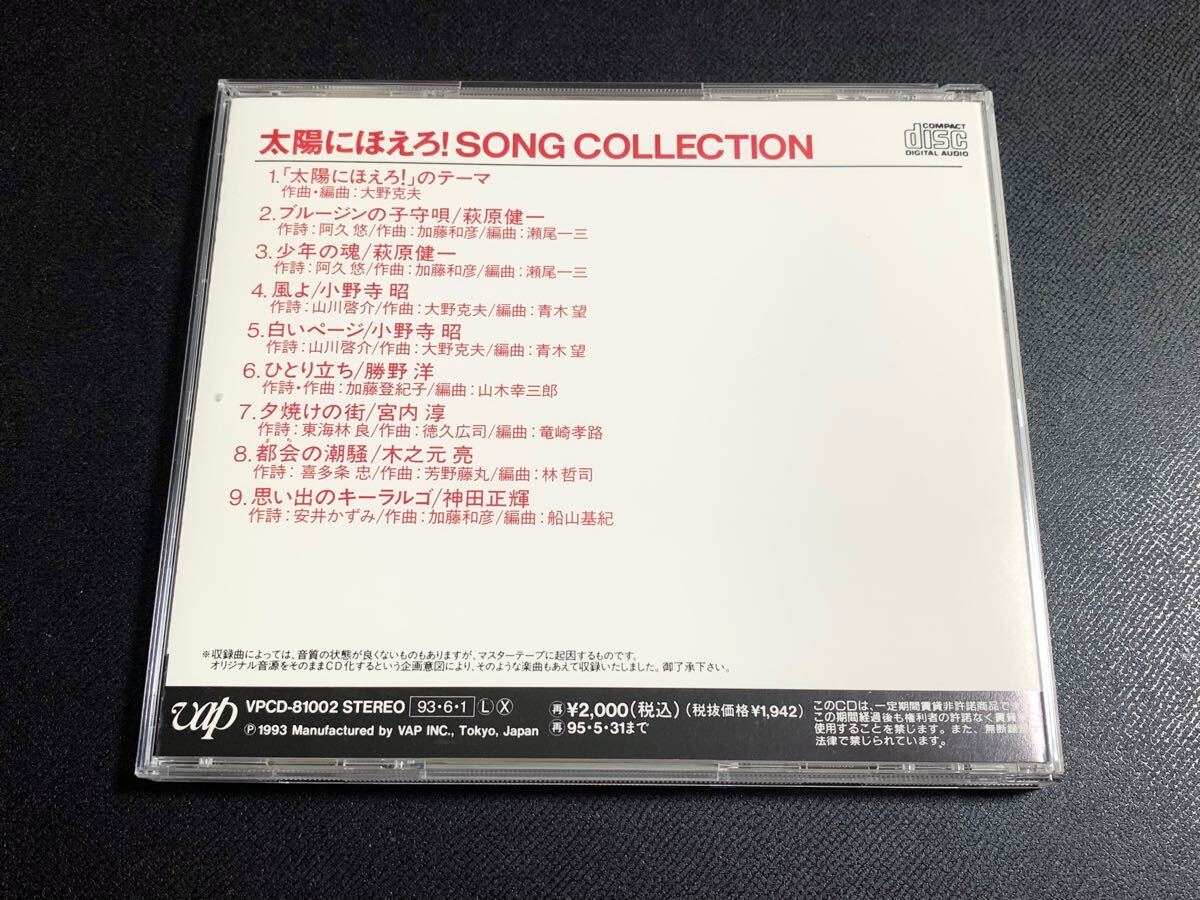 太陽にほえろ! SONG COLLECTION
COMPACT
disc
DIGITAL AUDIO
1.「太陽にほえろ!」のテーマ
作曲・編曲:大野克夫
2.ブルージンの子守唄/萩原健一
作詩:阿久 悠/作曲:加藤和彦/編曲:瀬尾一三
3.少年の魂/萩原健一
作詩:阿久 悠/作曲:加藤和彦/編曲:瀬尾一三
4.風よ/小野寺 昭
作詩:山川啓介/作曲:大野克夫/編曲:青木 望
5.白いページ/小野寺 昭
作詩:山川啓介/作曲:大野克夫/編曲:青木 望
6.ひとり立ち/勝野 洋
作詩・作曲:加藤登紀子/編曲:山木幸三郎
7.夕焼けの街/宮内 淳
作詩:東海林 良/作曲:徳久広司/編曲:竜崎孝路
まち
8.都会の潮騒/木之元 亮
作詩:喜多条 忠/作曲:芳野藤丸/編曲:林 哲司
9.思い出のキーラルゴ/神田正輝
作詩:安井かずみ/作曲:加藤和彦/編曲:船山基紀
※収録曲によっては、音質の状態が良くないものもありますが、マスターテープに起因するものです。
オリジナル音源をそのままCD化するという企画意図により、そのような楽曲もあえて収録いたしました。御了承下さい。
vap
VPCD-81002 STEREO 93・6・1 Ⓛ Ⓧ
Ⓟ1993 Manufactured by VAP INC., Tokyo, Japan
再 ¥2,000(税込) (税抜価格¥1,942)
再 95・5・31まで
このCDは、一定期間賃貸非許諾商品で
この期間経過後も権利者の許諾なく賃貸
使用することを禁じます。また、無断
法律で禁じられています。